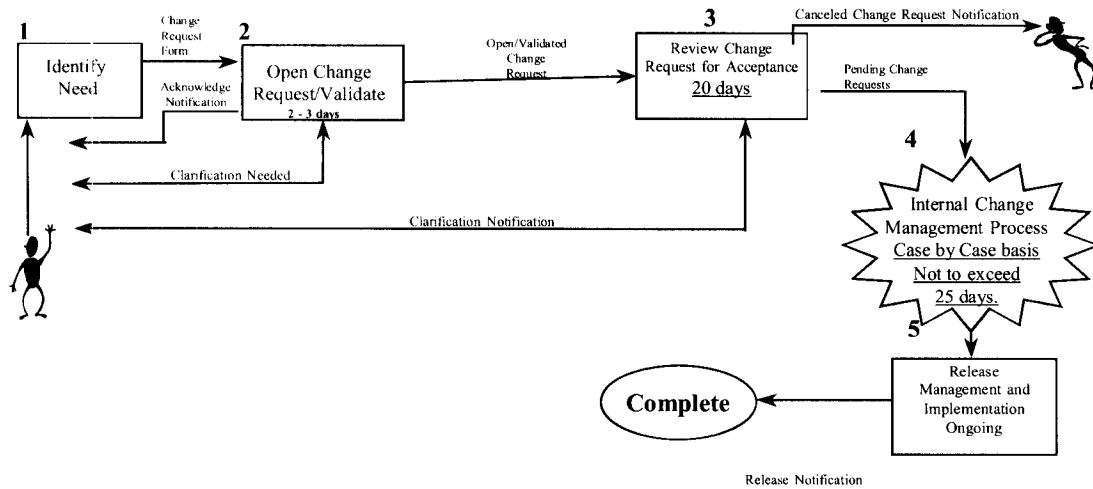 1
Identify
Need
Change
Request
Form
Acknowledge
Notification
2
Open Change
Request/Validate
2 - 3 days
Open/Validated
Change
Request
3
Review Change
Request for Acceptance
20 days
Canceled Change Request Notification
Pending Change
Requests
Clarification Needed
Clarification Notification
4
Internal Change
Management Process
Case by Case basis
Not to exceed
25 days.
5
Release
Management and
Implementation
Ongoing
Complete
Release Notification